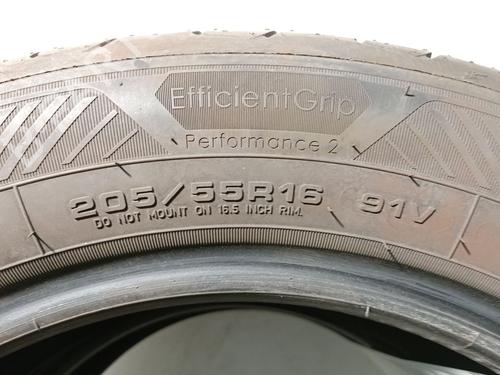 EfficientGrip
Performance 2
205/55R16 91V
DO NOT MOUNT ON 16.5 INCH RIM.